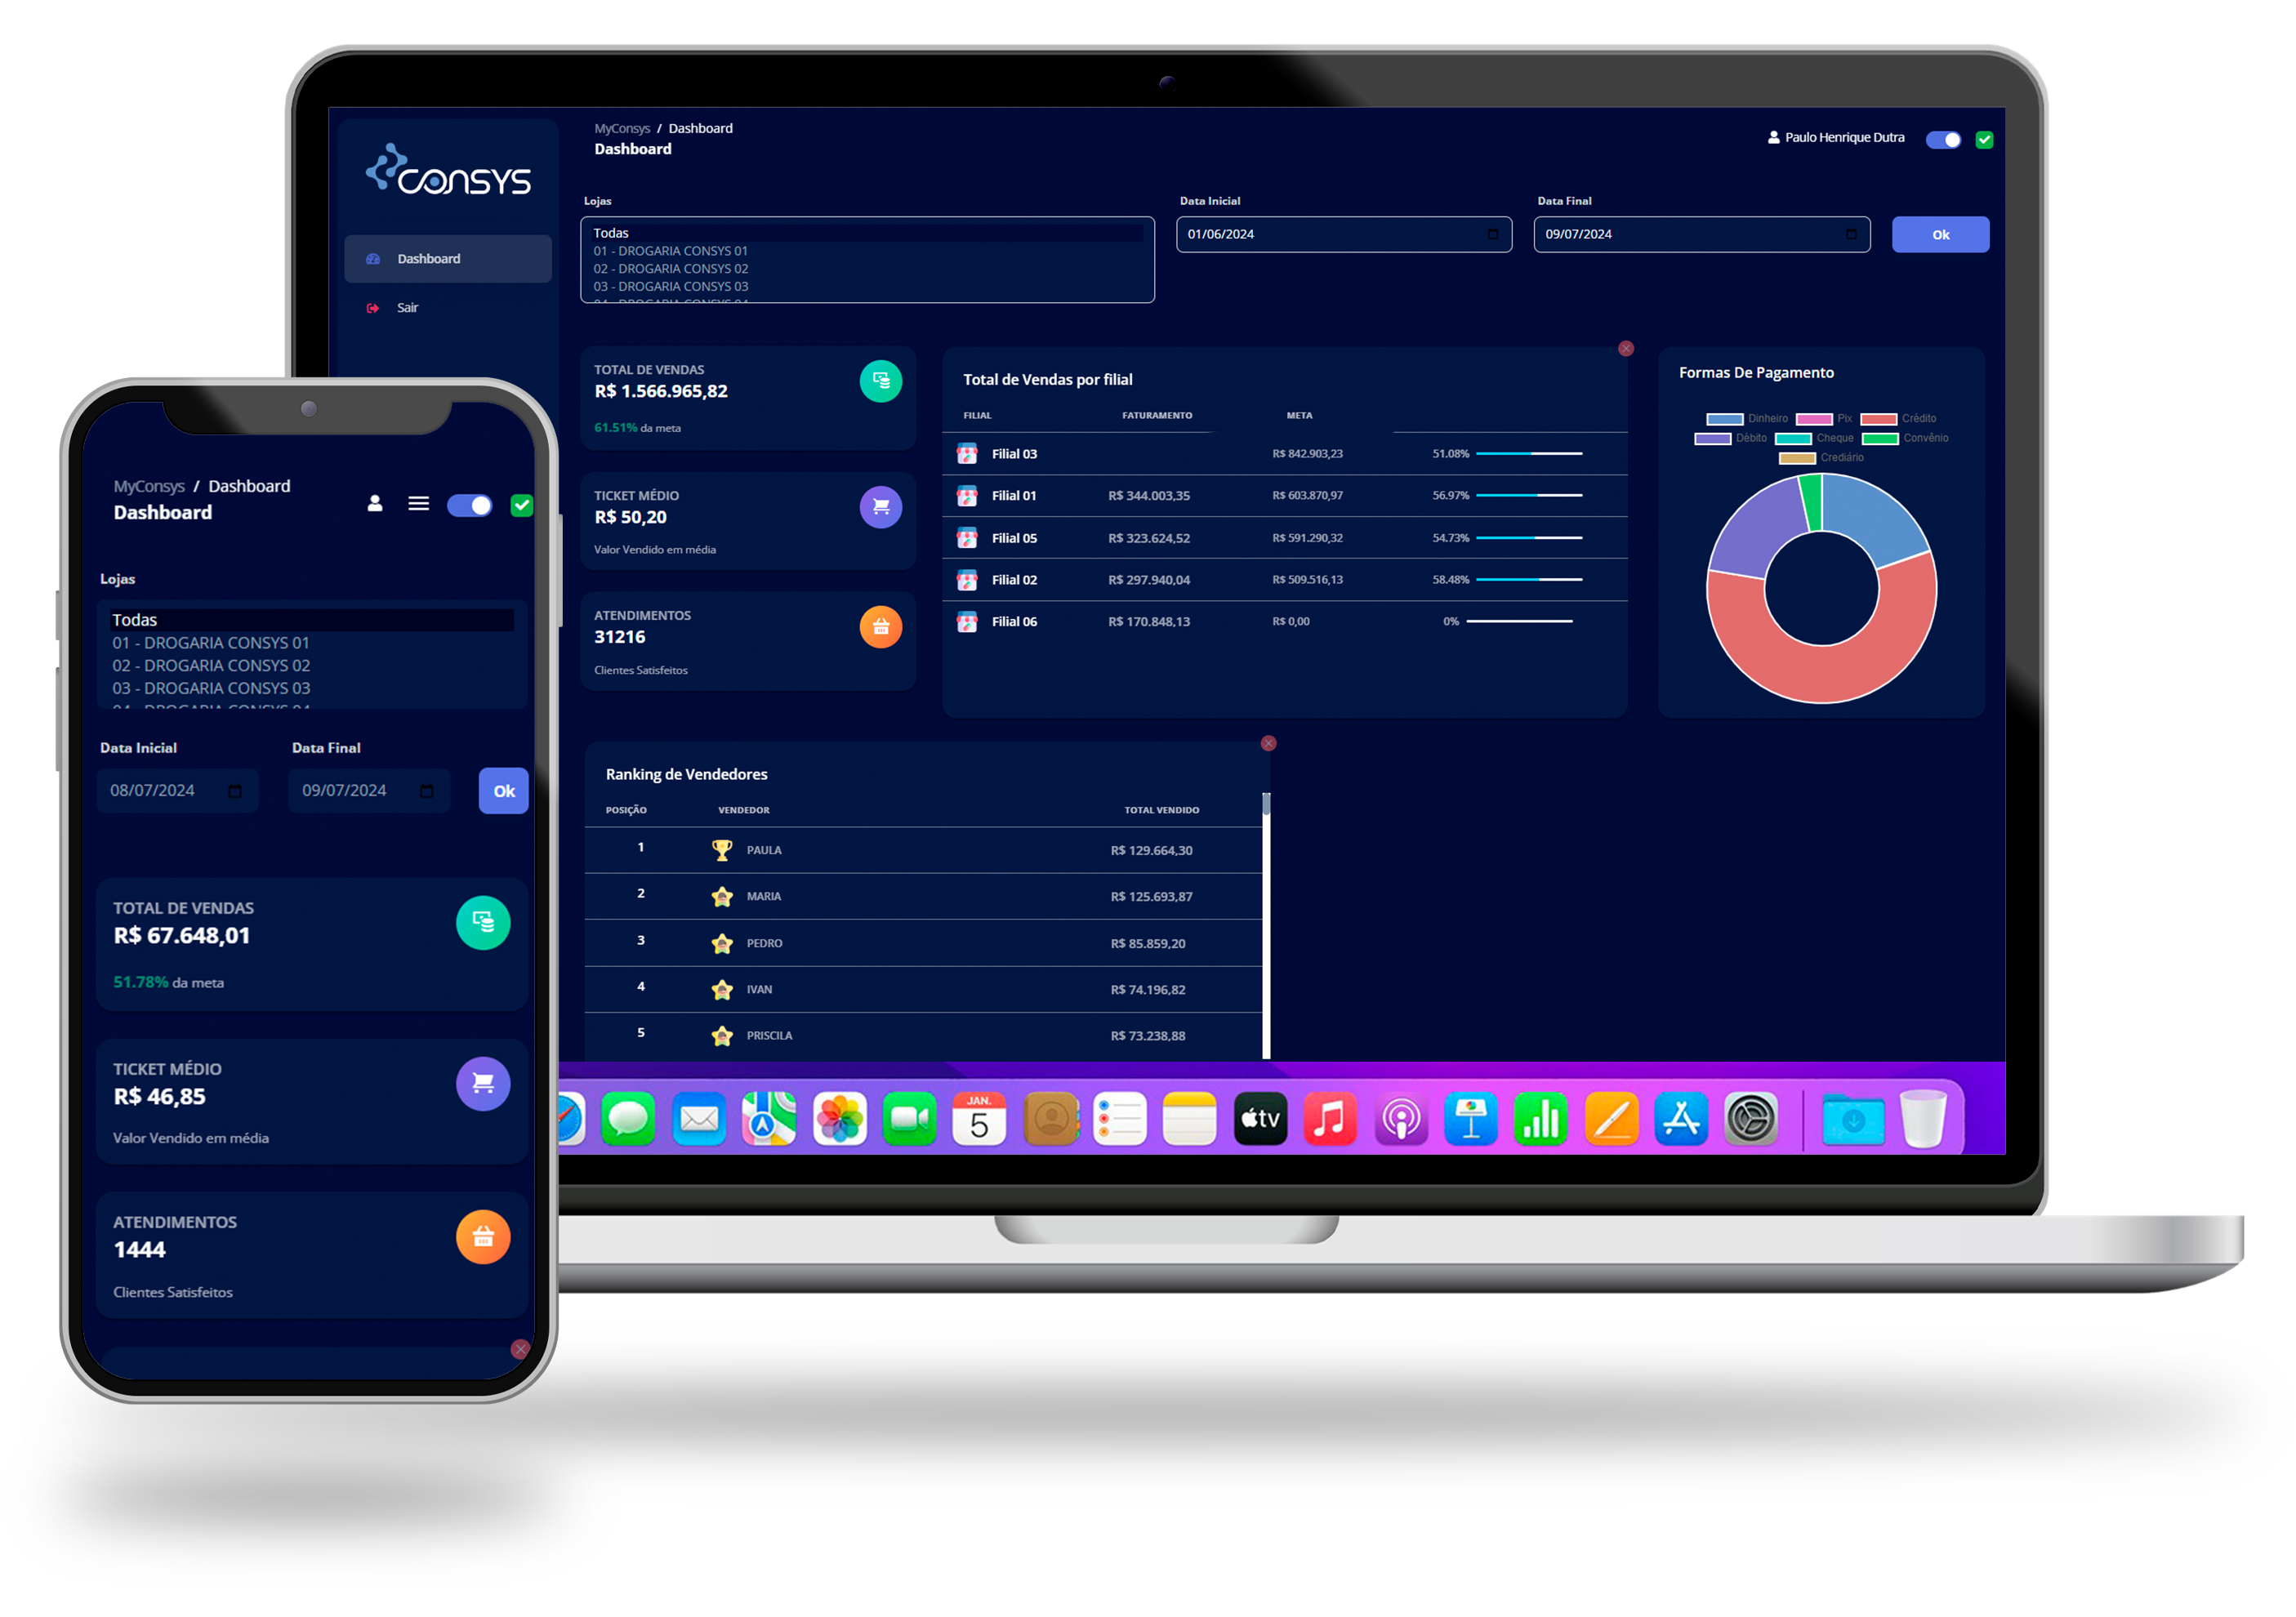 CONSYS
Dashboard
Sair
MyConsys / Dashboard
Dashboard
Paulo Henrique Dutra
Lojas
Todas
01 - DROGARIA CONSYS 01
02 - DROGARIA CONSYS 02
03 - DROGARIA CONSYS 03
04 - DROGARIA CONSYS 04
Data Inicial
01/06/2024
Data Final
09/07/2024
Ok
TOTAL DE VENDAS
R$ 1.566.965,82
61.51% da meta
TICKET MÉDIO
R$ 50,20
Valor Vendido em média
ATENDIMENTOS
31216
Clientes Satisfeitos
Total de Vendas por filial
FILIAL FATURAMENTO META
Filial 03 R$ 842.903,23 51.08%
Filial 01 R$ 344.003,35 R$ 603.870,97 56.97%
Filial 05 R$ 323.624,52 R$ 591.290,32 54.73%
Filial 02 R$ 297.940,04 R$ 509.516,13 58.48%
Filial 06 R$ 170.848,13 R$ 0,00 0%
Formas De Pagamento
Dinheiro Pix Crédito
Débito Cheque Convênio
Crediário
Ranking de Vendedores
POSIÇÃO VENDEDOR TOTAL VENDIDO
1 PAULA R$ 129.664,30
2 MARIA R$ 125.693,87
3 PEDRO R$ 85.859,20
4 IVAN R$ 74.196,82
5 PRISCILA R$ 73.238,88
JAN.
5
tv
MyConsys / Dashboard
Dashboard
Lojas
Todas
01 - DROGARIA CONSYS 01
02 - DROGARIA CONSYS 02
03 - DROGARIA CONSYS 03
04 - DROGARIA CONSYS 04
Data Inicial
Data Final
08/07/2024
09/07/2024
Ok
TOTAL DE VENDAS
R$ 67.648,01
51.78% da meta
TICKET MÉDIO
R$ 46,85
Valor Vendido em média
ATENDIMENTOS
1444
Clientes Satisfeitos